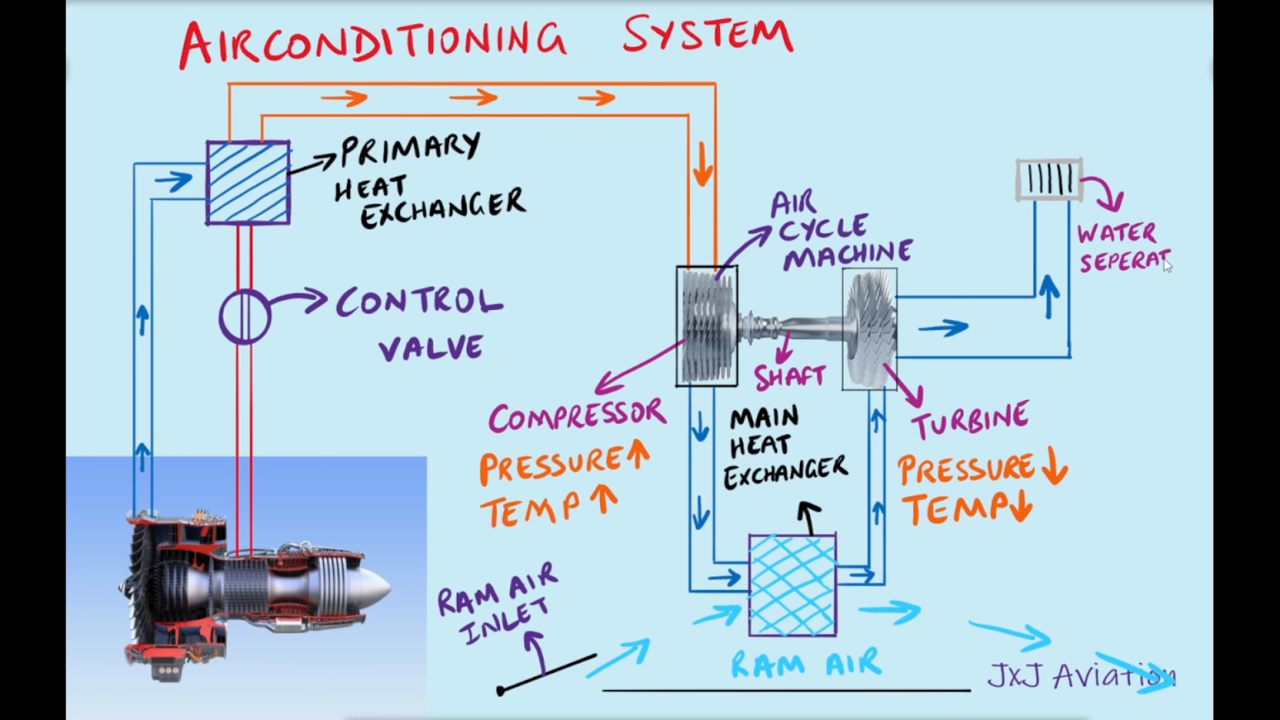 AIRCONDITIONING SYSTEM
PRIMARY
HEAT
EXCHANGER
CONTROL
VALVE
AIR
CYCLE
MACHINE
WATER
SEPERAT
SHAFT
COMPRESSOR
PRESSURE↑
TEMP↑
MAIN
HEAT
EXCHANGER
TURBINE
PRESSURE↓
TEMP↓
RAM AIR
INLET
RAM AIR
JxJ Aviation